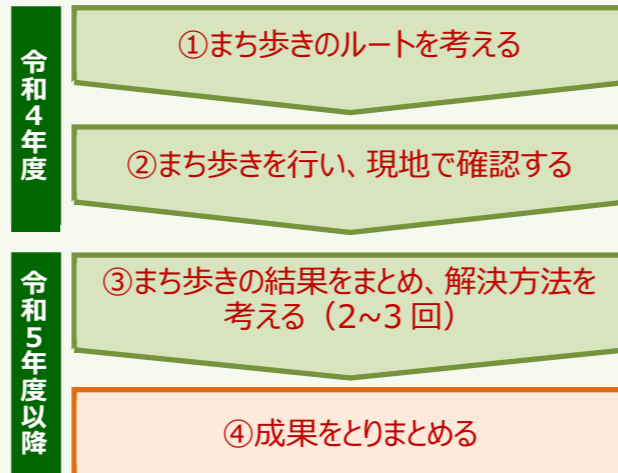 令和4年度
①まち歩きのルートを考える
②まち歩きを行い、現地で確認する
令和5年度以降
③まち歩きの結果をまとめ、解決方法を
考える（2~3 回）
④成果をとりまとめる